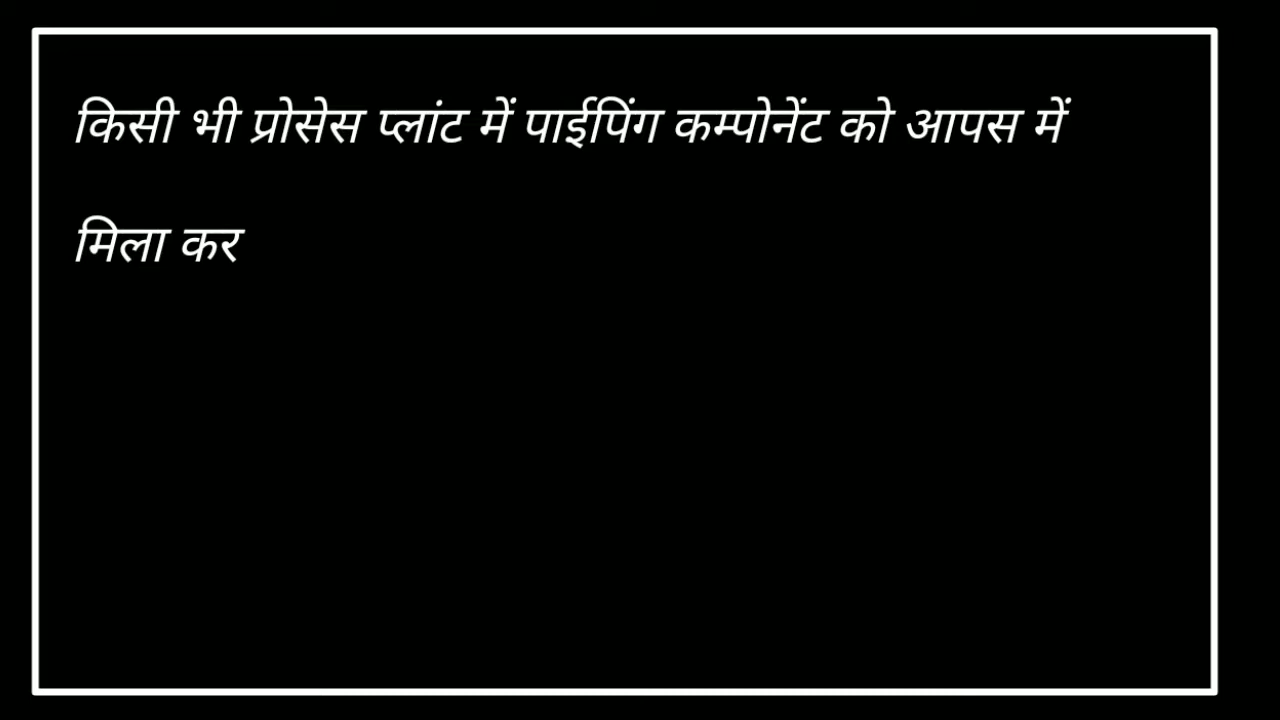 किसी भी प्रोसेस प्लांट में पाईपिंग कम्पोनेंट को आपस में
मिला कर